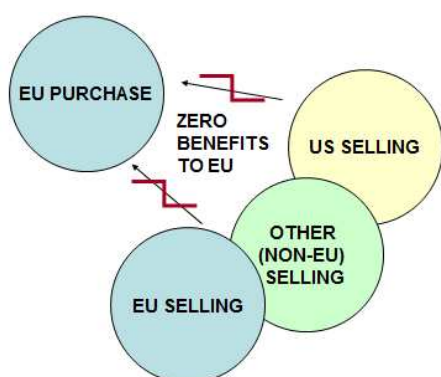 EU PURCHASE
ZERO
BENEFITS
TO EU
US SELLING
OTHER
(NON-EU)
SELLING
EU SELLING